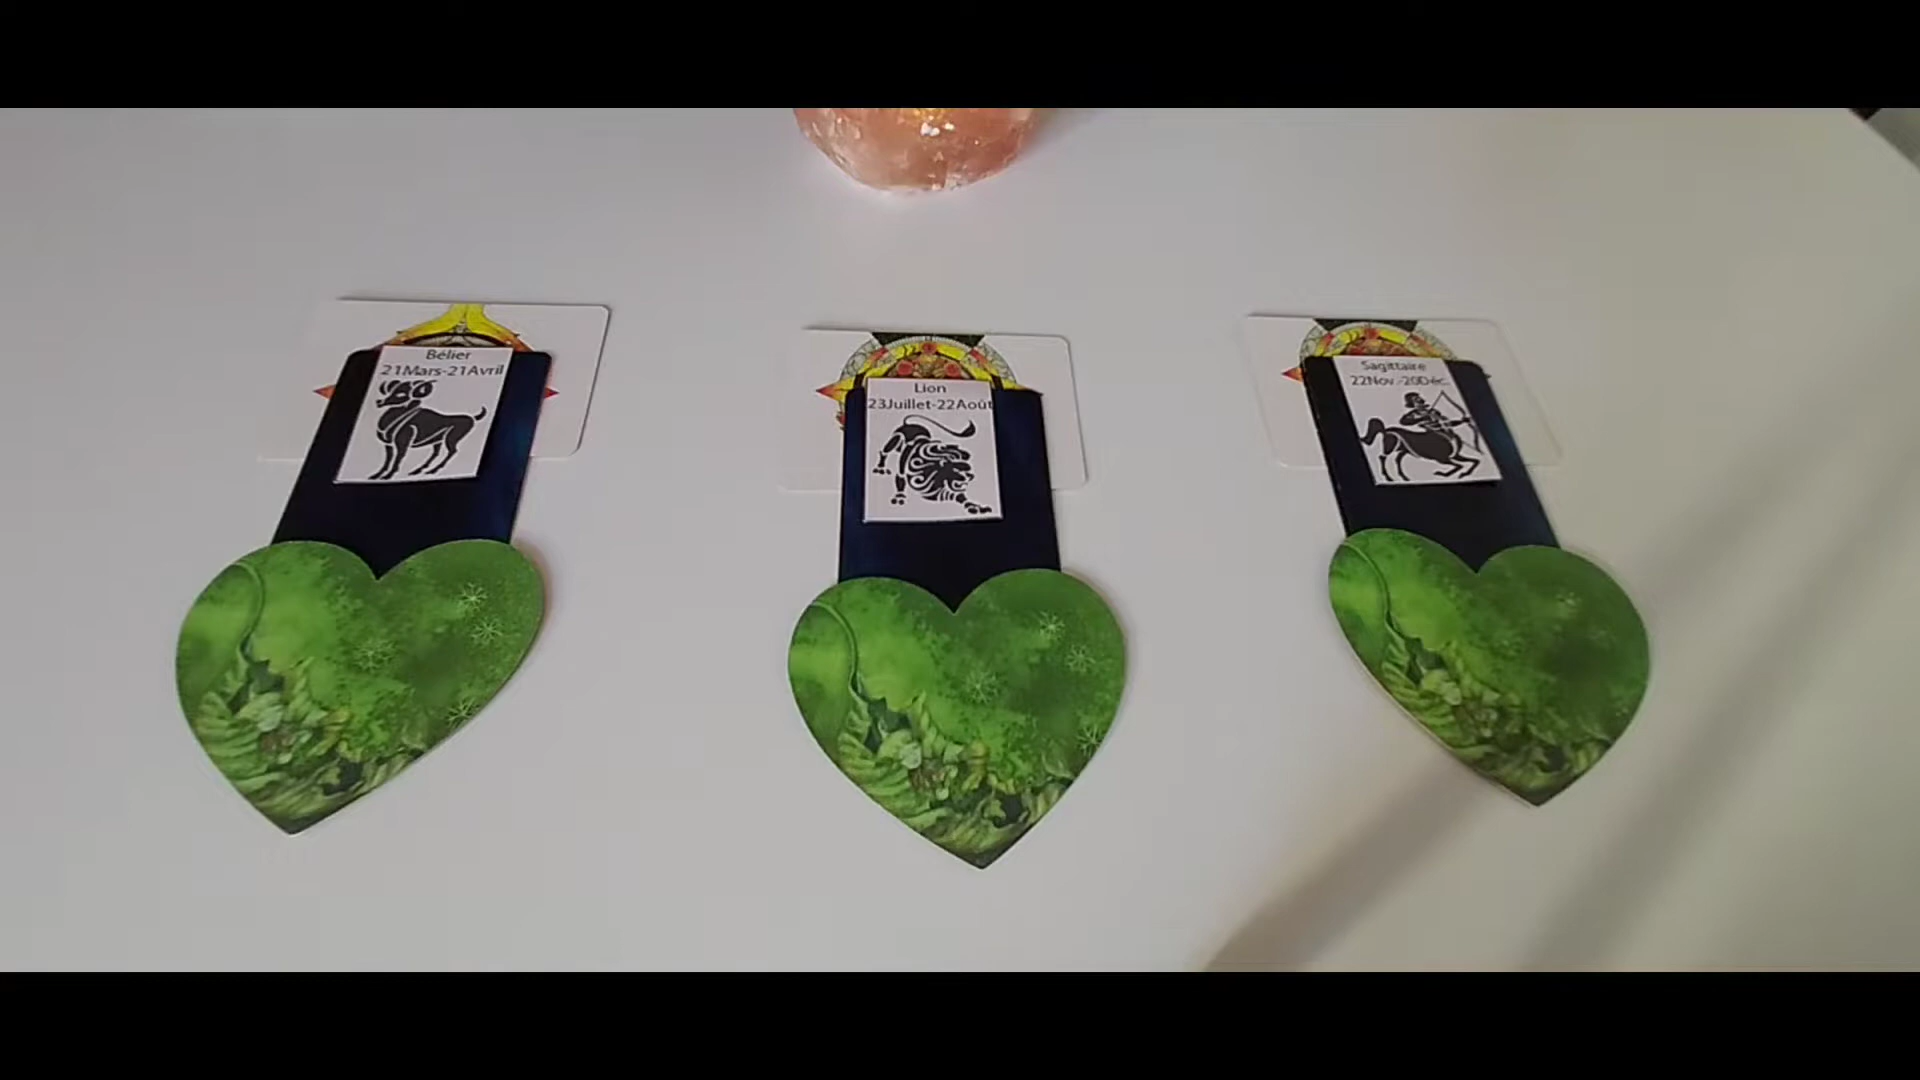 Bélier
21Mars-21Avril
Lion
23Juillet-22Août
Sagittaire
22Nov.-20Déc.